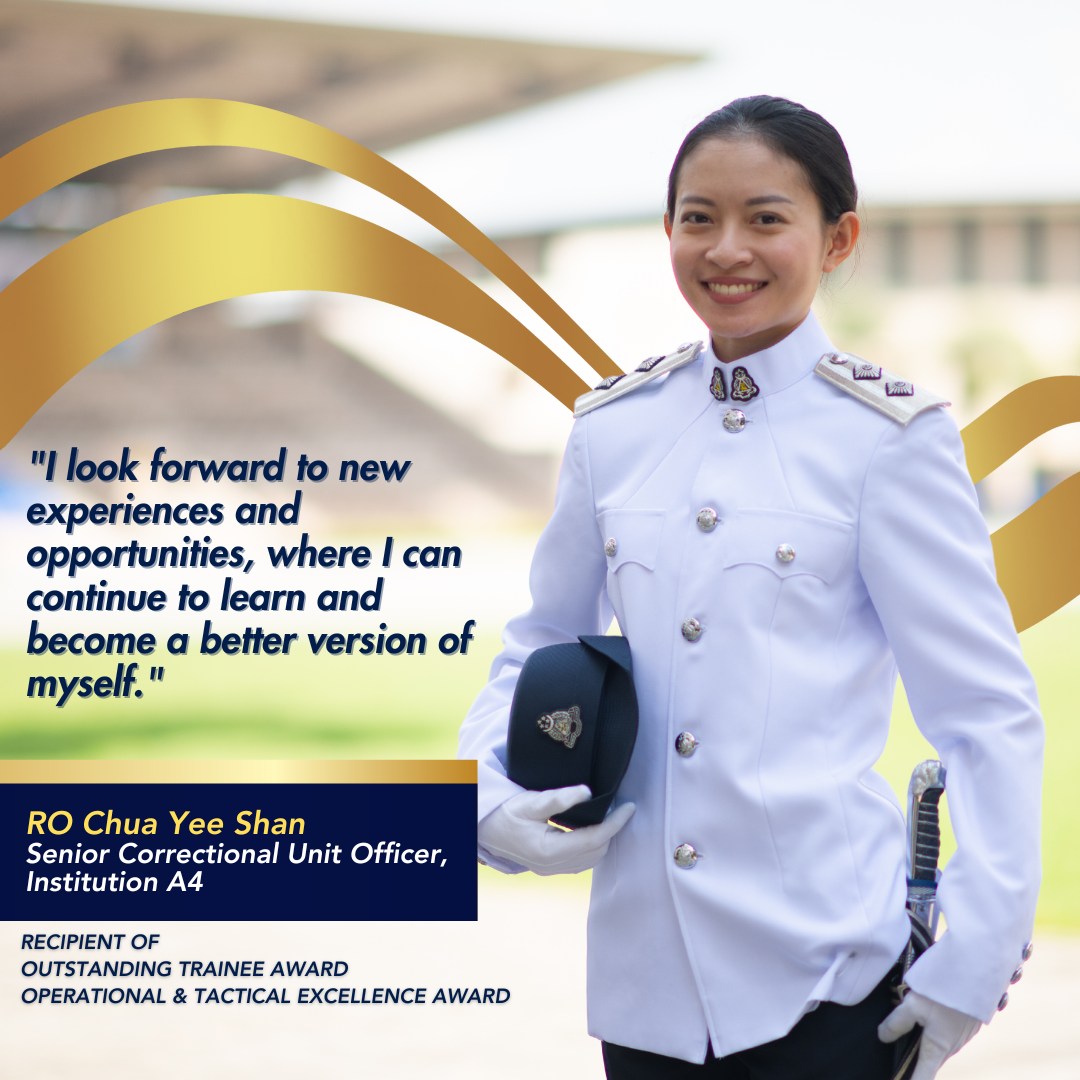 "I look forward to new
experiences and
opportunities, where I can
continue to learn and
become a better version of
myself."
RO Chua Yee Shan
Senior Correctional Unit Officer,
Institution A4
RECIPIENT OF
OUTSTANDING TRAINEE AWARD
OPERATIONAL & TACTICAL EXCELLENCE AWARD